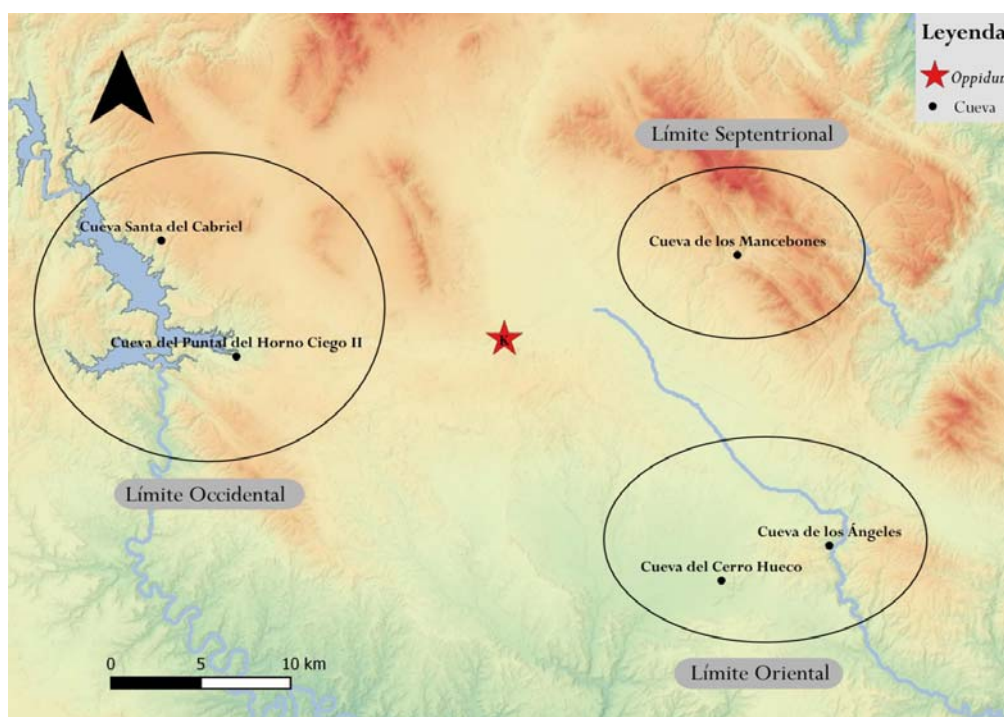 Leyenda
Oppidu
Cueva
Límite Septentrional
Cueva Santa del Cabriel
Cueva de los Mancebones
K
Cueva del Puntal del Horno Ciego II
Límite Occidental
Cueva de los Ángeles
Cueva del Cerro Hueco
0 5 10 km
Límite Oriental